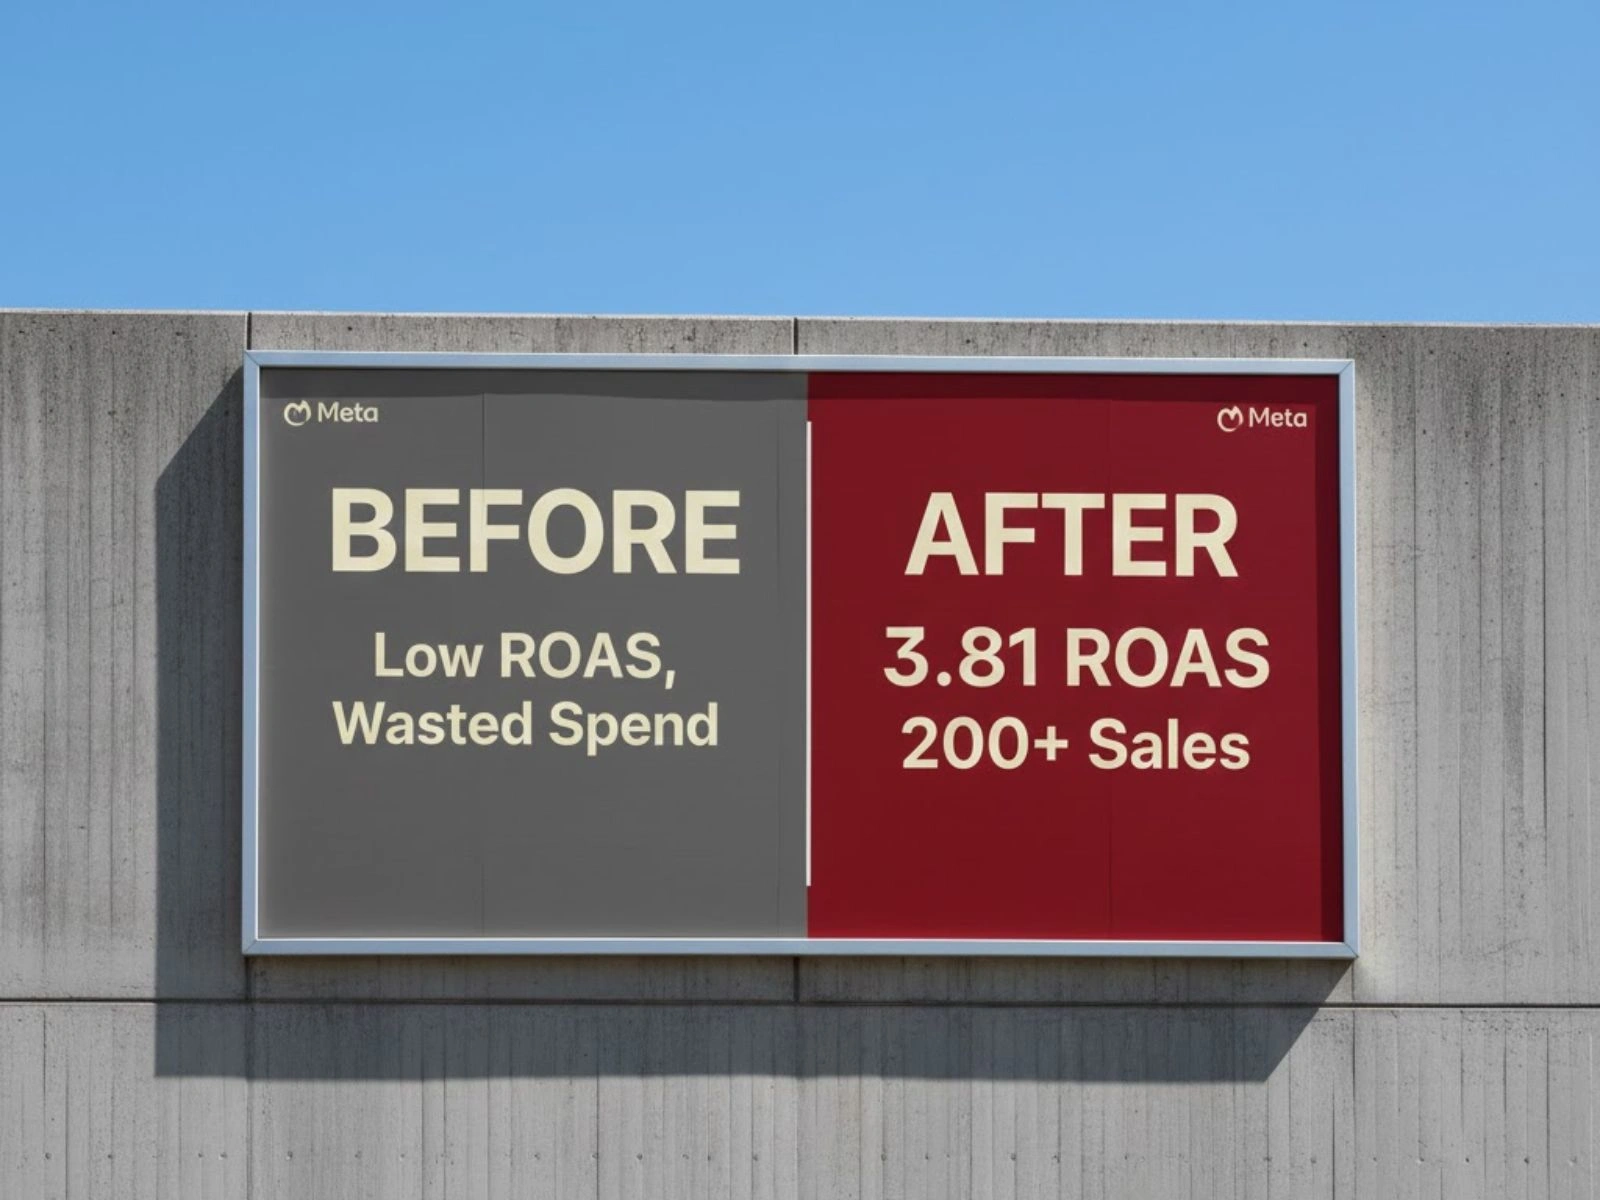 Meta
BEFORE
Low ROAS,
Wasted Spend
Meta
AFTER
3.81 ROAS
200+ Sales